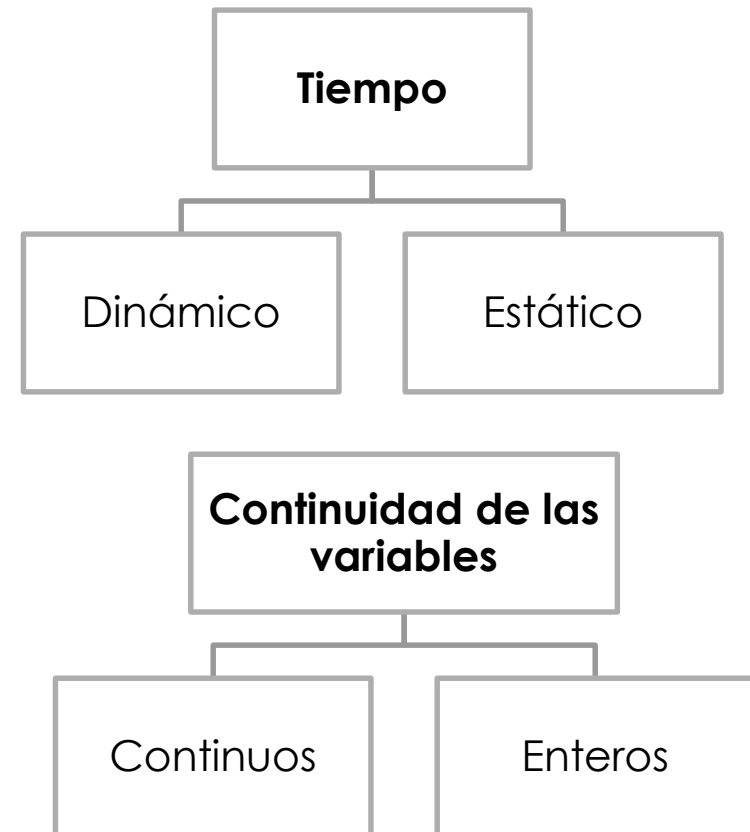 Tiempo
Dinámico
Estático
Continuidad de las
variables
Continuos
Enteros